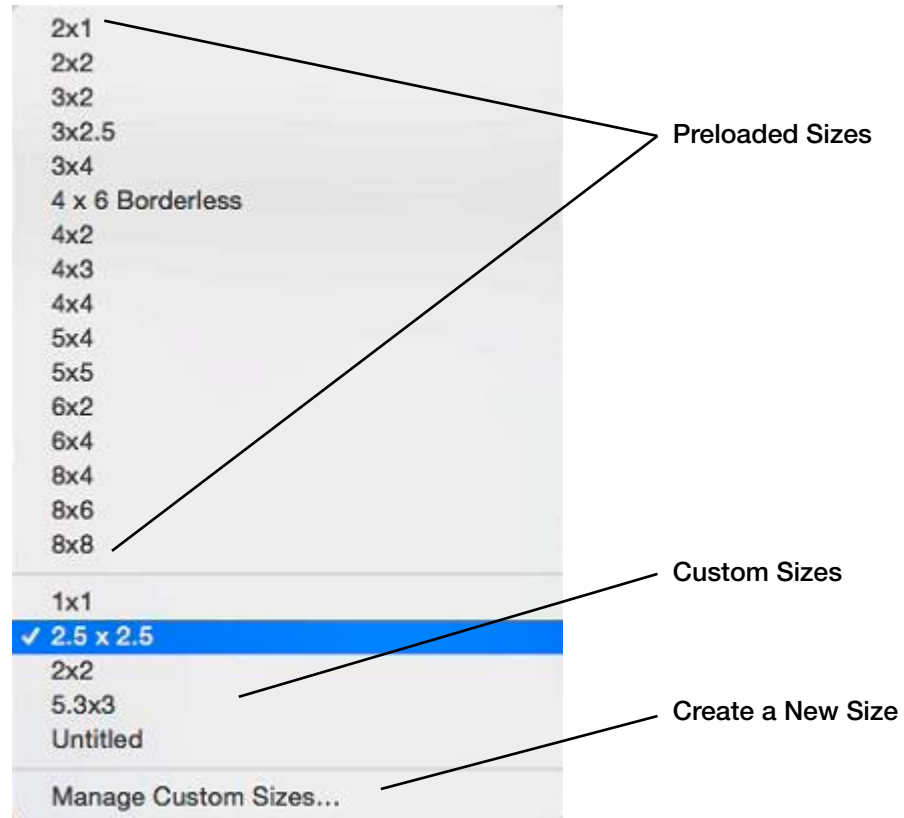 2x1
2x2
3x2
3x2.5
3x4
4 x 6 Borderless
4x2
4x3
4x4
5x4
5x5
6x2
6x4
8x4
8x6
8x8
1x1
✓ 2.5 x 2.5
2x2
5.3x3
Untitled
Manage Custom Sizes...
Preloaded Sizes
Custom Sizes
Create a New Size